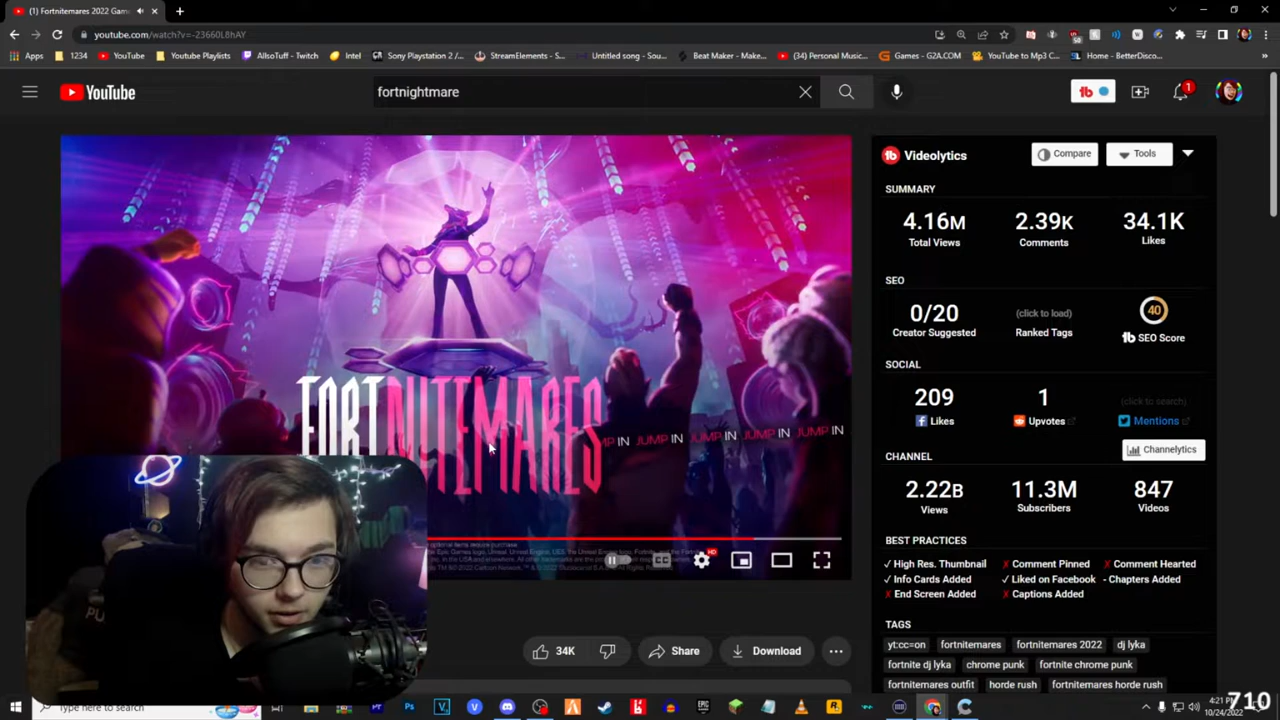 (1) Fortnitemares 2022 Game
youtube.com/watch?v=-23660L8hAY
Apps
1234
YouTube
Youtube Playlists
AllsoTuff - Twitch
Intel
Sony Playstation 2 /...
StreamElements - S...
Untitled song - Sou...
Beat Maker - Make...
(34) Personal Music...
Games - G2A.COM
YouTube to Mp3 C...
Home - BetterDisco...
YouTube
fortnightmare
1
FORTNITEMARES
JUMP IN JUMP IN JUMP IN JUMP IN
34K
Share
Download
Videolytics
Compare
Tools
SUMMARY
4.16M
Total Views
2.39K
Comments
34.1K
Likes
SEO
0/20
Creator Suggested
(click to load)
Ranked Tags
40
SEO Score
SOCIAL
209
Likes
1
Upvotes
(click to search)
Mentions
Channelytics
CHANNEL
2.22B
Views
11.3M
Subscribers
847
Videos
BEST PRACTICES
✓ High Res. Thumbnail
✗ Comment Pinned
✗ Comment Hearted
✓ Info Cards Added
✓ Liked on Facebook
- Chapters Added
✗ End Screen Added
✗ Captions Added
TAGS
yt:cc=on
fortnitemares
fortnitemares 2022
dj lyka
fortnite dj lyka
chrome punk
fortnite chrome punk
fortnitemares outfit
horde rush
fortnitemares horde rush
Type here to search
4:21 PM
10/24/2022
710